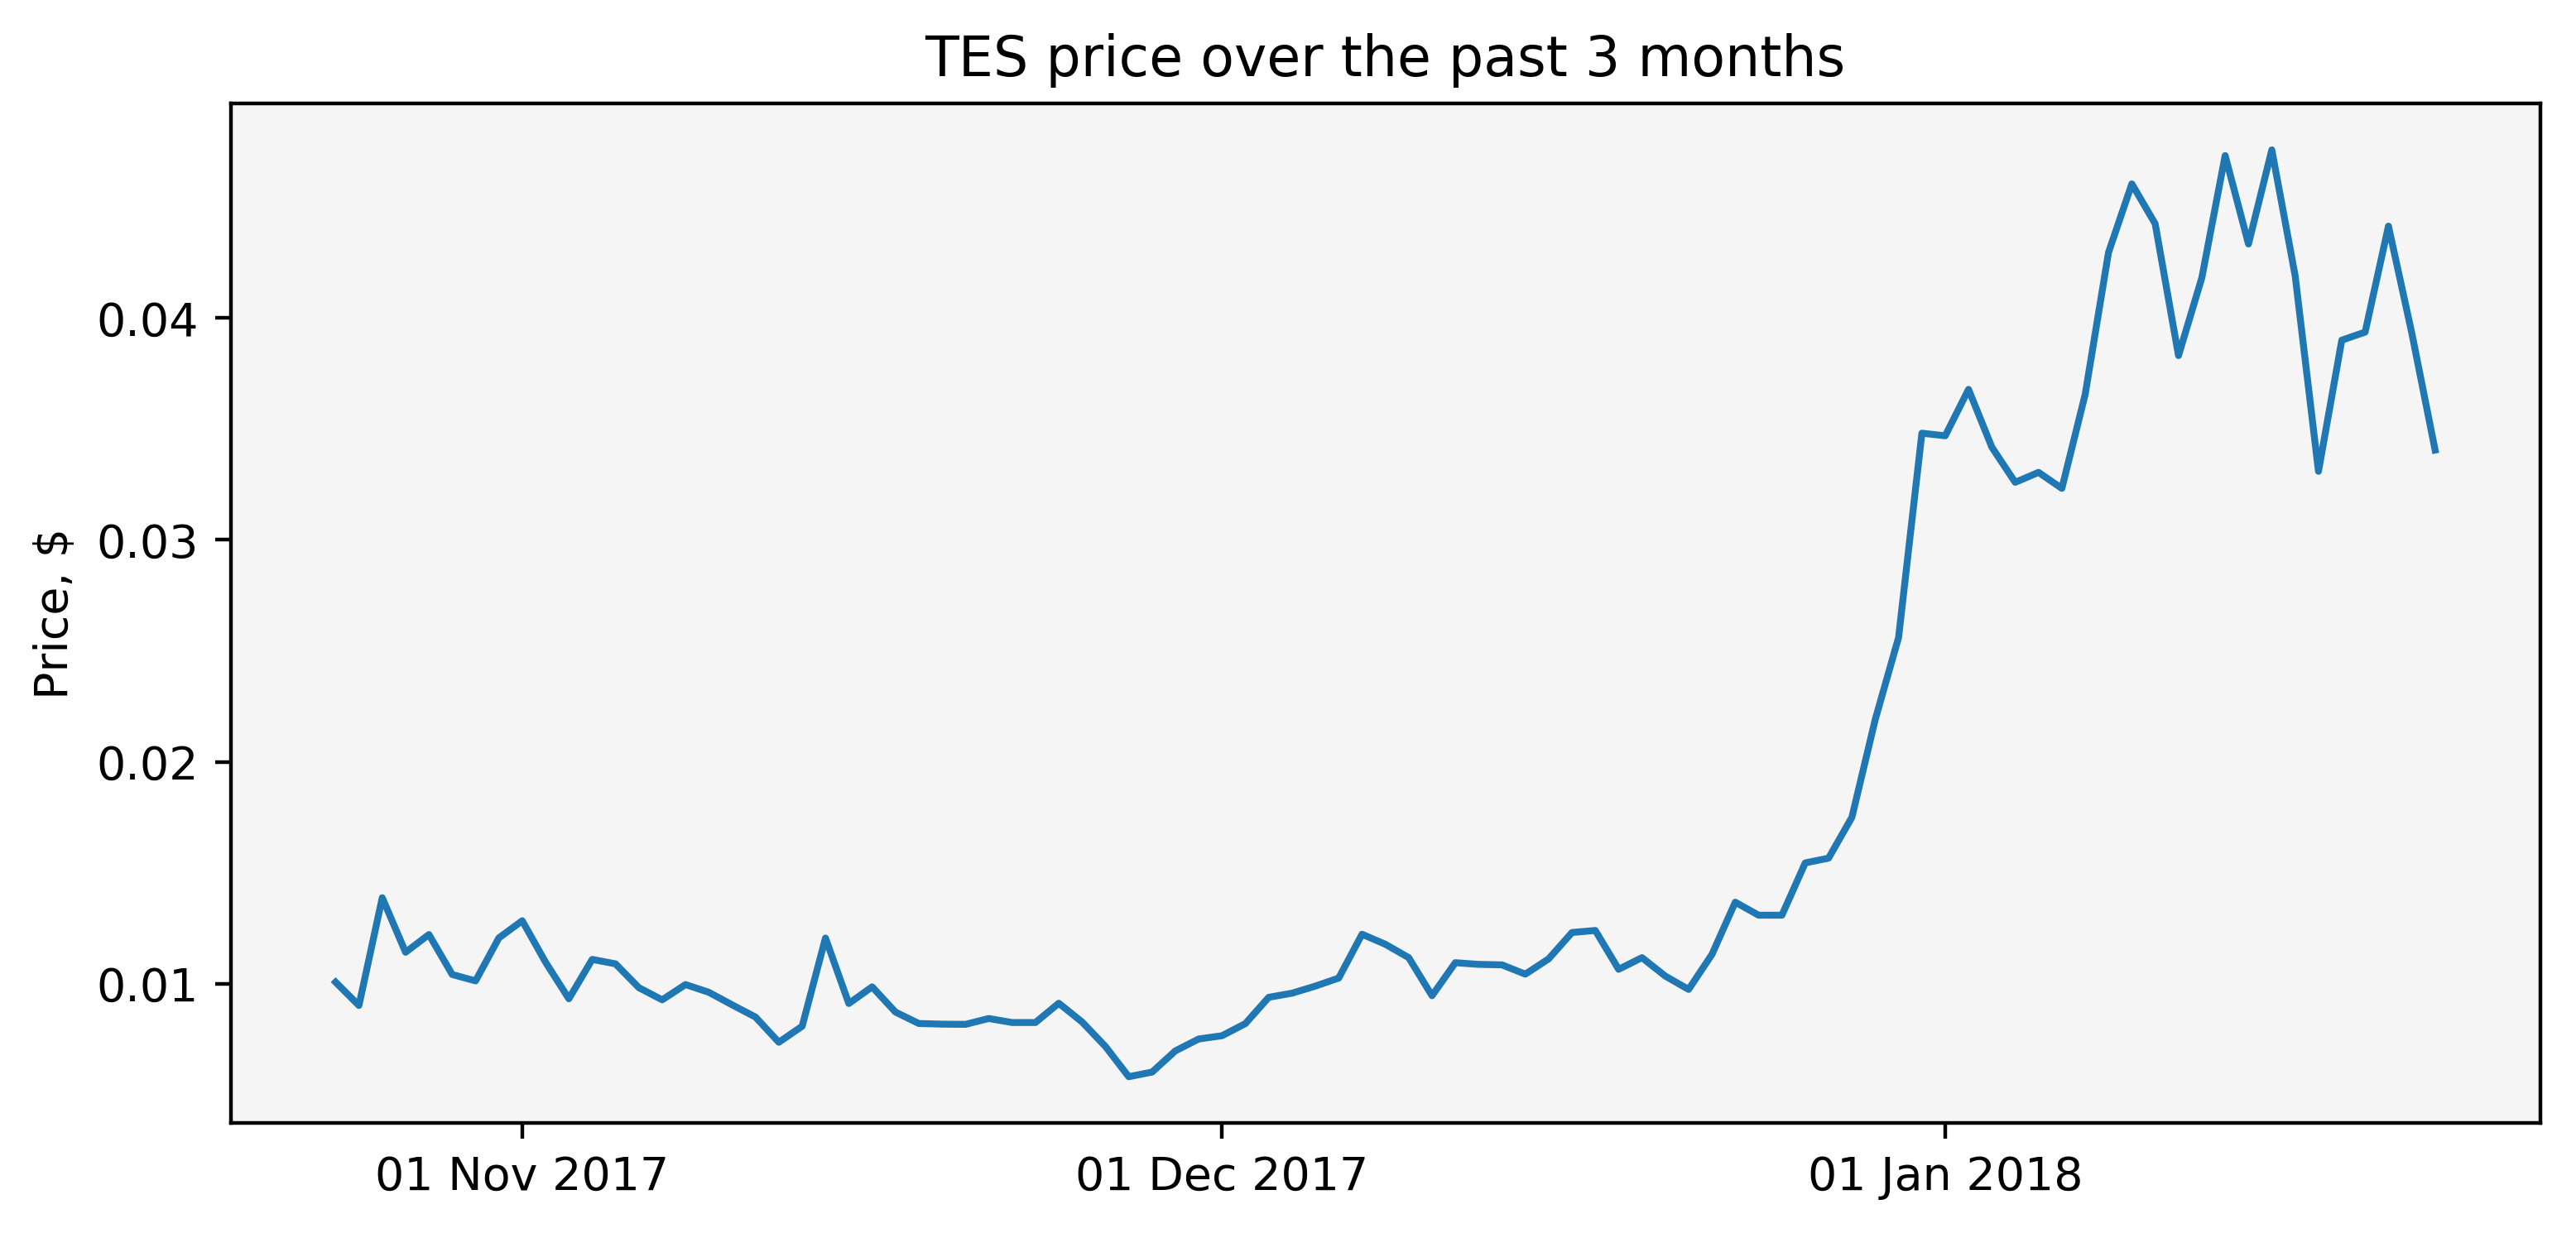 TES price over the past 3 months
Price, $
0.04
0.03
0.02
0.01
01 Nov 2017
01 Dec 2017
01 Jan 2018